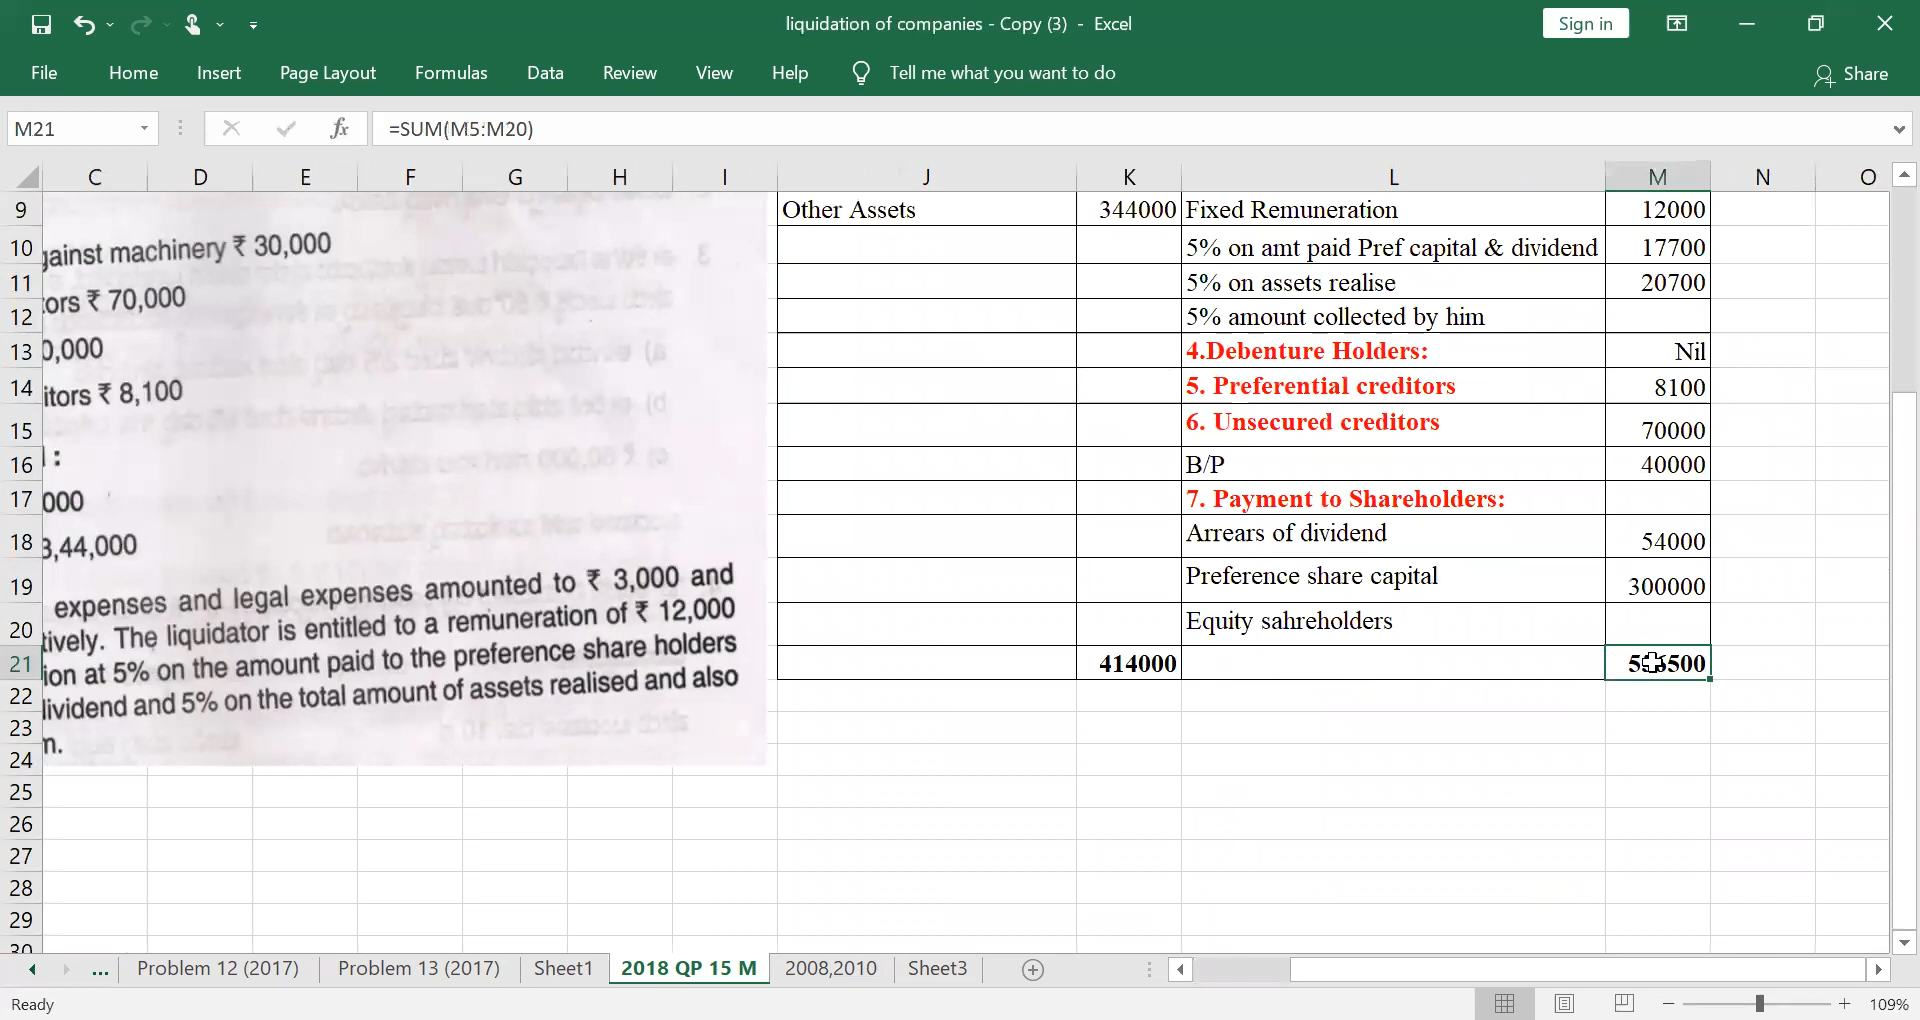 liquidation of companies - Copy (3) - Excel
Sign in
File Home Insert Page Layout Formulas Data Review View Help Tell me what you want to do Share
M21 fx =SUM(M5:M20)
C D E F G H I J K L M N O
9 Other Assets 344000 Fixed Remuneration 12000
10 gainst machinery ₹ 30,000 5% on amt paid Pref capital & dividend 17700
11 tors ₹ 70,000 5% on assets realise 20700
12 5% amount collected by him
13 0,000 4.Debenture Holders: Nil
14 itors ₹ 8,100 5. Preferential creditors 8100
15 6. Unsecured creditors 70000
16 : B/P 40000
17 000 7. Payment to Shareholders:
18 3,44,000 Arrears of dividend 54000
19 expenses and legal expenses amounted to ₹ 3,000 and Preference share capital 300000
20 tively. The liquidator is entitled to a remuneration of ₹ 12,000 Equity sahreholders
21 ion at 5% on the amount paid to the preference share holders 414000
22 dividend and 5% on the total amount of assets realised and also
23
24 m.
25
26
27
28
29
30
... Problem 12 (2017) Problem 13 (2017) Sheet1 2018 QP 15 M 2008,2010 Sheet3
Ready 109%